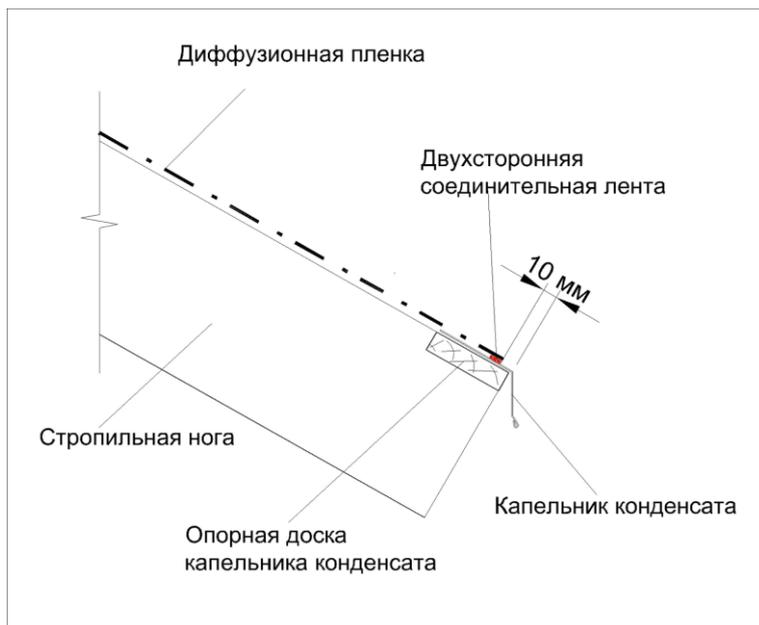 Диффузионная пленка
Двухсторонняя
соединительная лента
10 мм
Стропильная нога
Капельник конденсата
Опорная доска
капельника конденсата